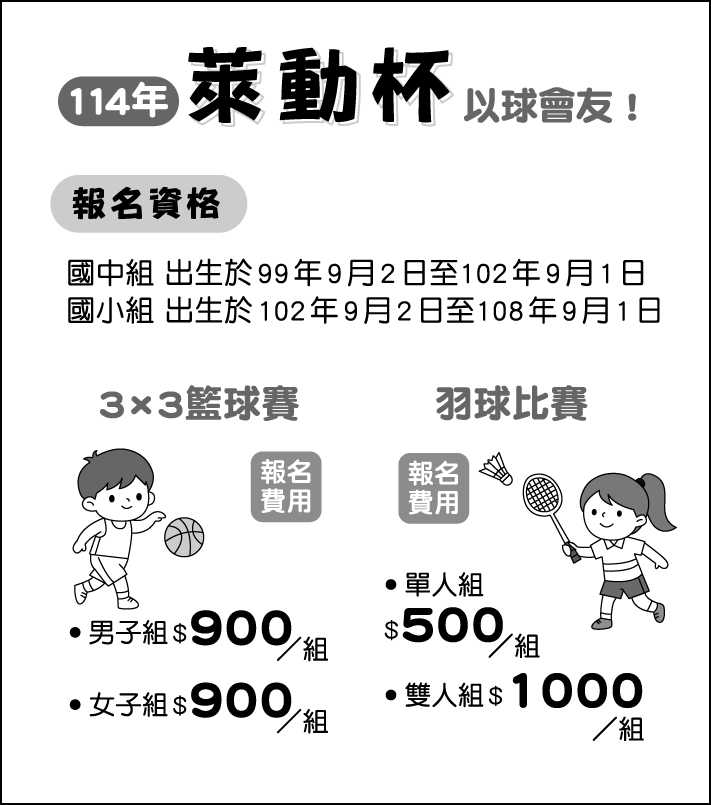 114年 萊動杯 以球會友！
報名資格
國中組 出生於99年9月2日至102年9月1日
國小組 出生於102年9月2日至108年9月1日
3×3籃球賽
報名
費用
•男子組$900/組
•女子組$900/組
羽球比賽
報名
費用
•單人組
$500/組
•雙人組$1000
/組